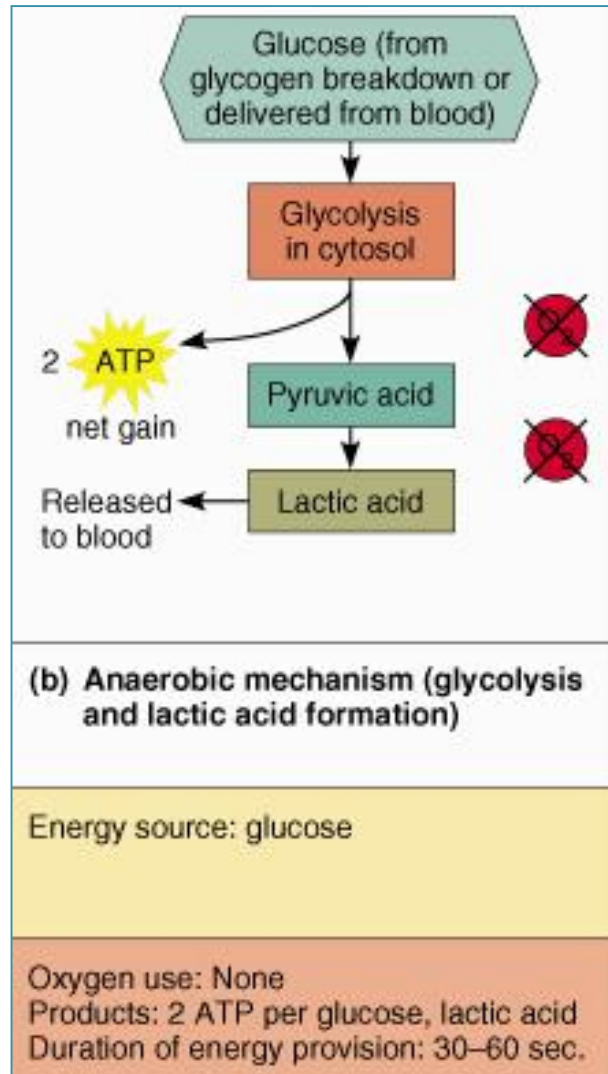 Glucose (from
glycogen breakdown or
delivered from blood)
Glycolysis
in cytosol
O2
2 ATP
net gain
Pyruvic acid
O2
Released
to blood
Lactic acid
(b) Anaerobic mechanism (glycolysis
and lactic acid formation)
Energy source: glucose
Oxygen use: None
Products: 2 ATP per glucose, lactic acid
Duration of energy provision: 30–60 sec.